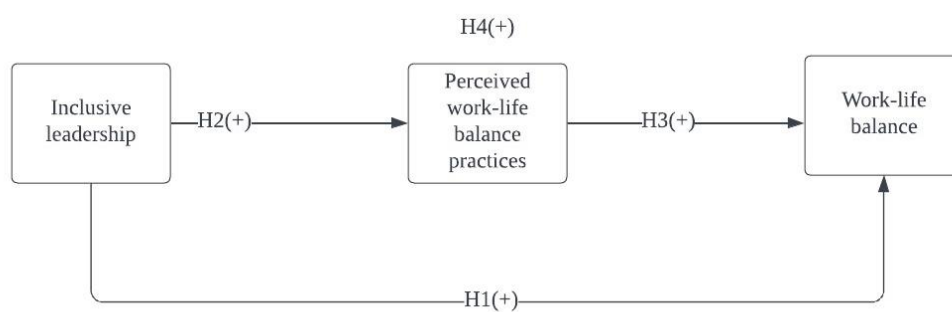 H4(+)
Inclusive
leadership
H2(+)
Perceived
work-life
balance
practices
H3(+)
Work-life
balance
H1(+)